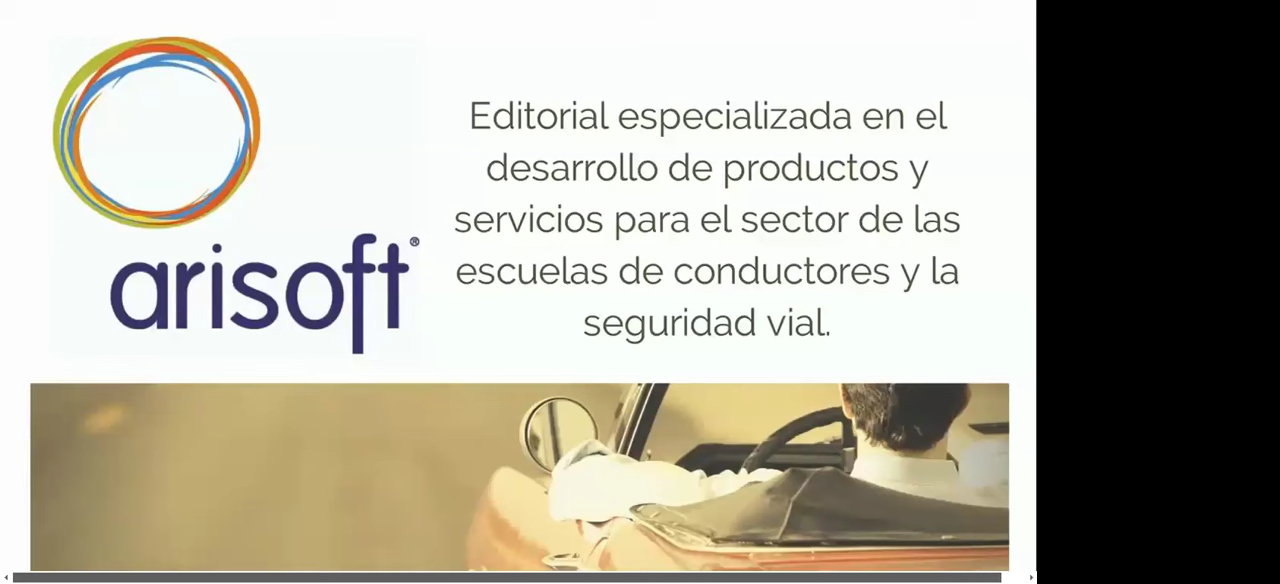 arisoft®
Editorial especializada en el
desarrollo de productos y
servicios para el sector de las
escuelas de conductores y la
seguridad vial.